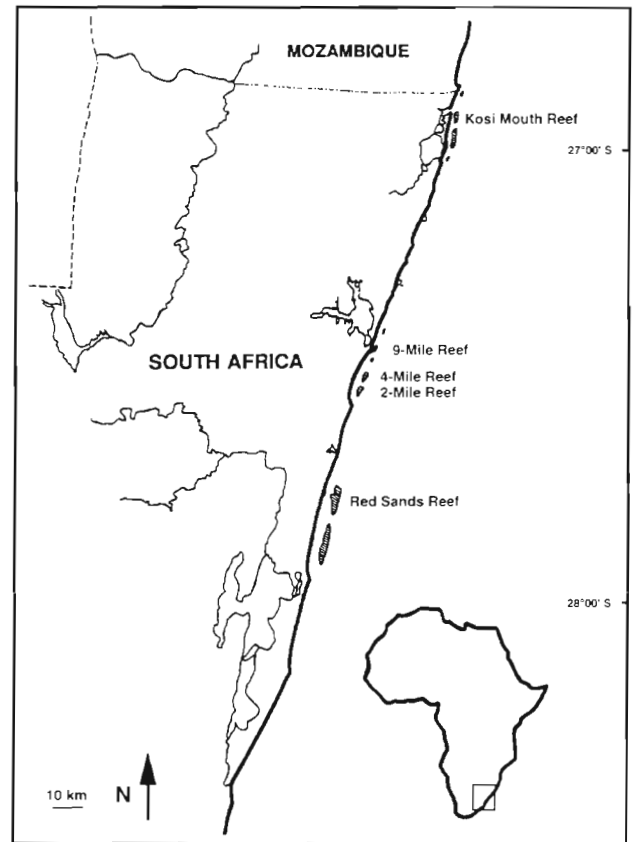 MOZAMBIQUE
Kosi Mouth Reef
27°00' S
9-Mile Reef
SOUTH AFRICA
4-Mile Reef
2-Mile Reef
Red Sands Reef
28°00' S
10 km
N